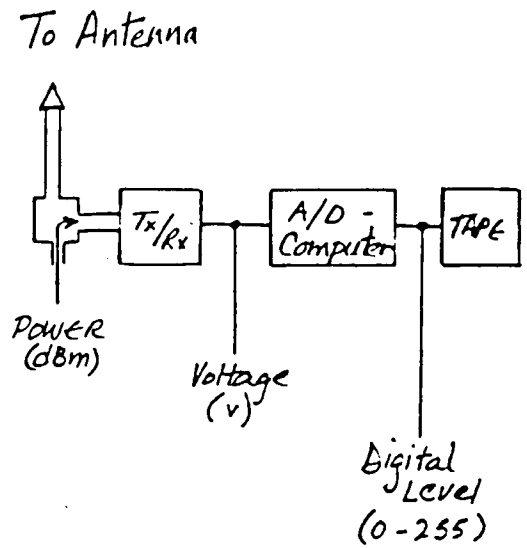 To Antenna
Tx/Rx
A/D -
Computer
TAPE
POWER
(dBm)
Voltage
(v)
Digital
Level
(0-255)